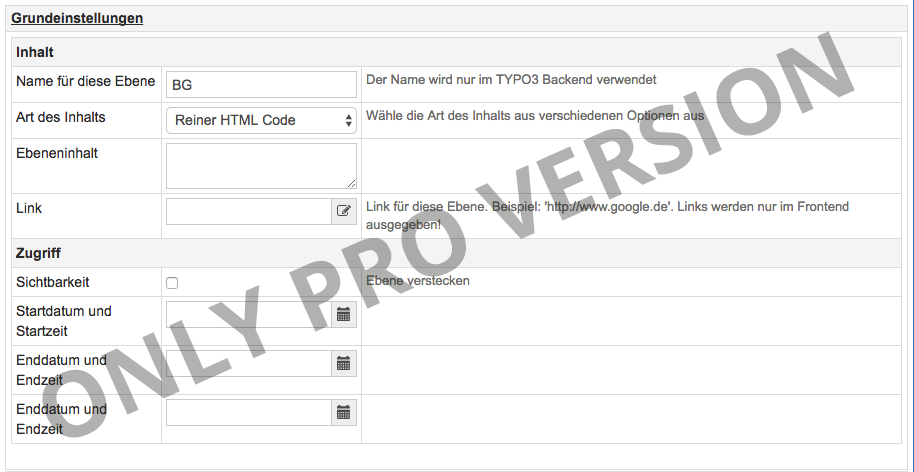 Grundeinstellungen
Inhalt
Name für diese Ebene
BG
Der Name wird nur im TYPO3 Backend verwendet
Art des Inhalts
Reiner HTML Code
Wähle die Art des Inhalts aus verschiedenen Optionen aus
Ebeneninhalt
Link
Link für diese Ebene. Beispiel: 'http://www.google.de'. Links werden nur im Frontend
ausgegeben!
Zugriff
Sichtbarkeit
Ebene verstecken
Startdatum und
Startzeit
Enddatum und
Endzeit
Enddatum und
Endzeit
ONLY PRO VERSION